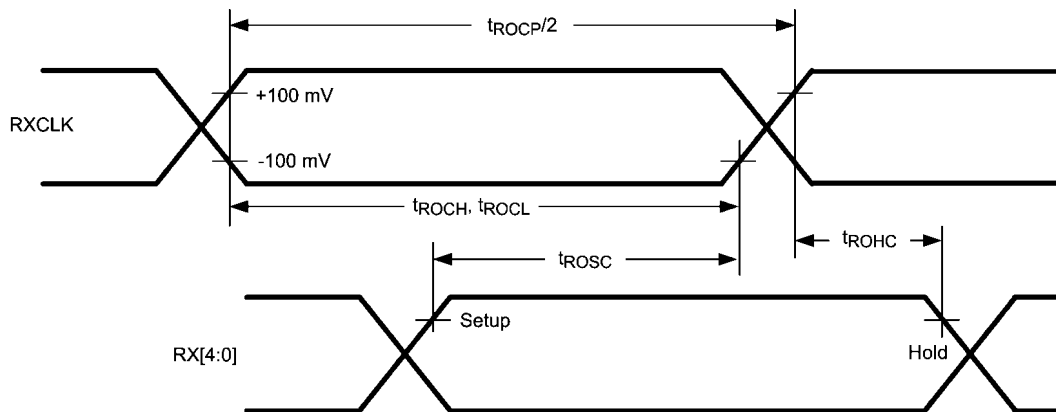 tROCP/2
RXCLK
+100 mV
-100 mV
tROCH, tROCL
tROHC
tROSC
Setup
RX[4:0]
Hold